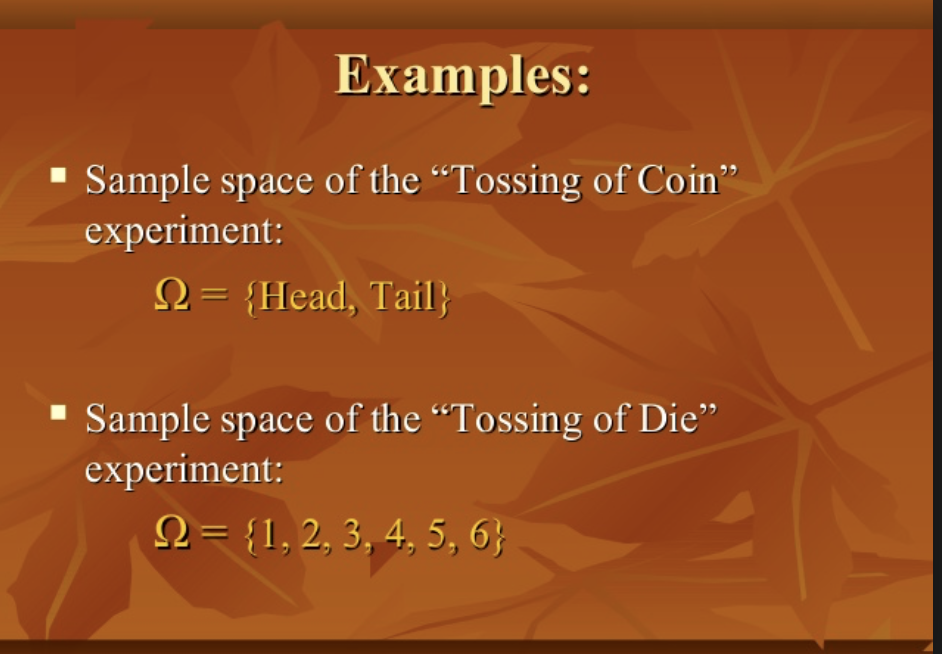 Examples:
Sample space of the “Tossing of Coin”
experiment:
Ω = {Head, Tail}
Sample space of the “Tossing of Die”
experiment:
Ω = {1, 2, 3, 4, 5, 6}